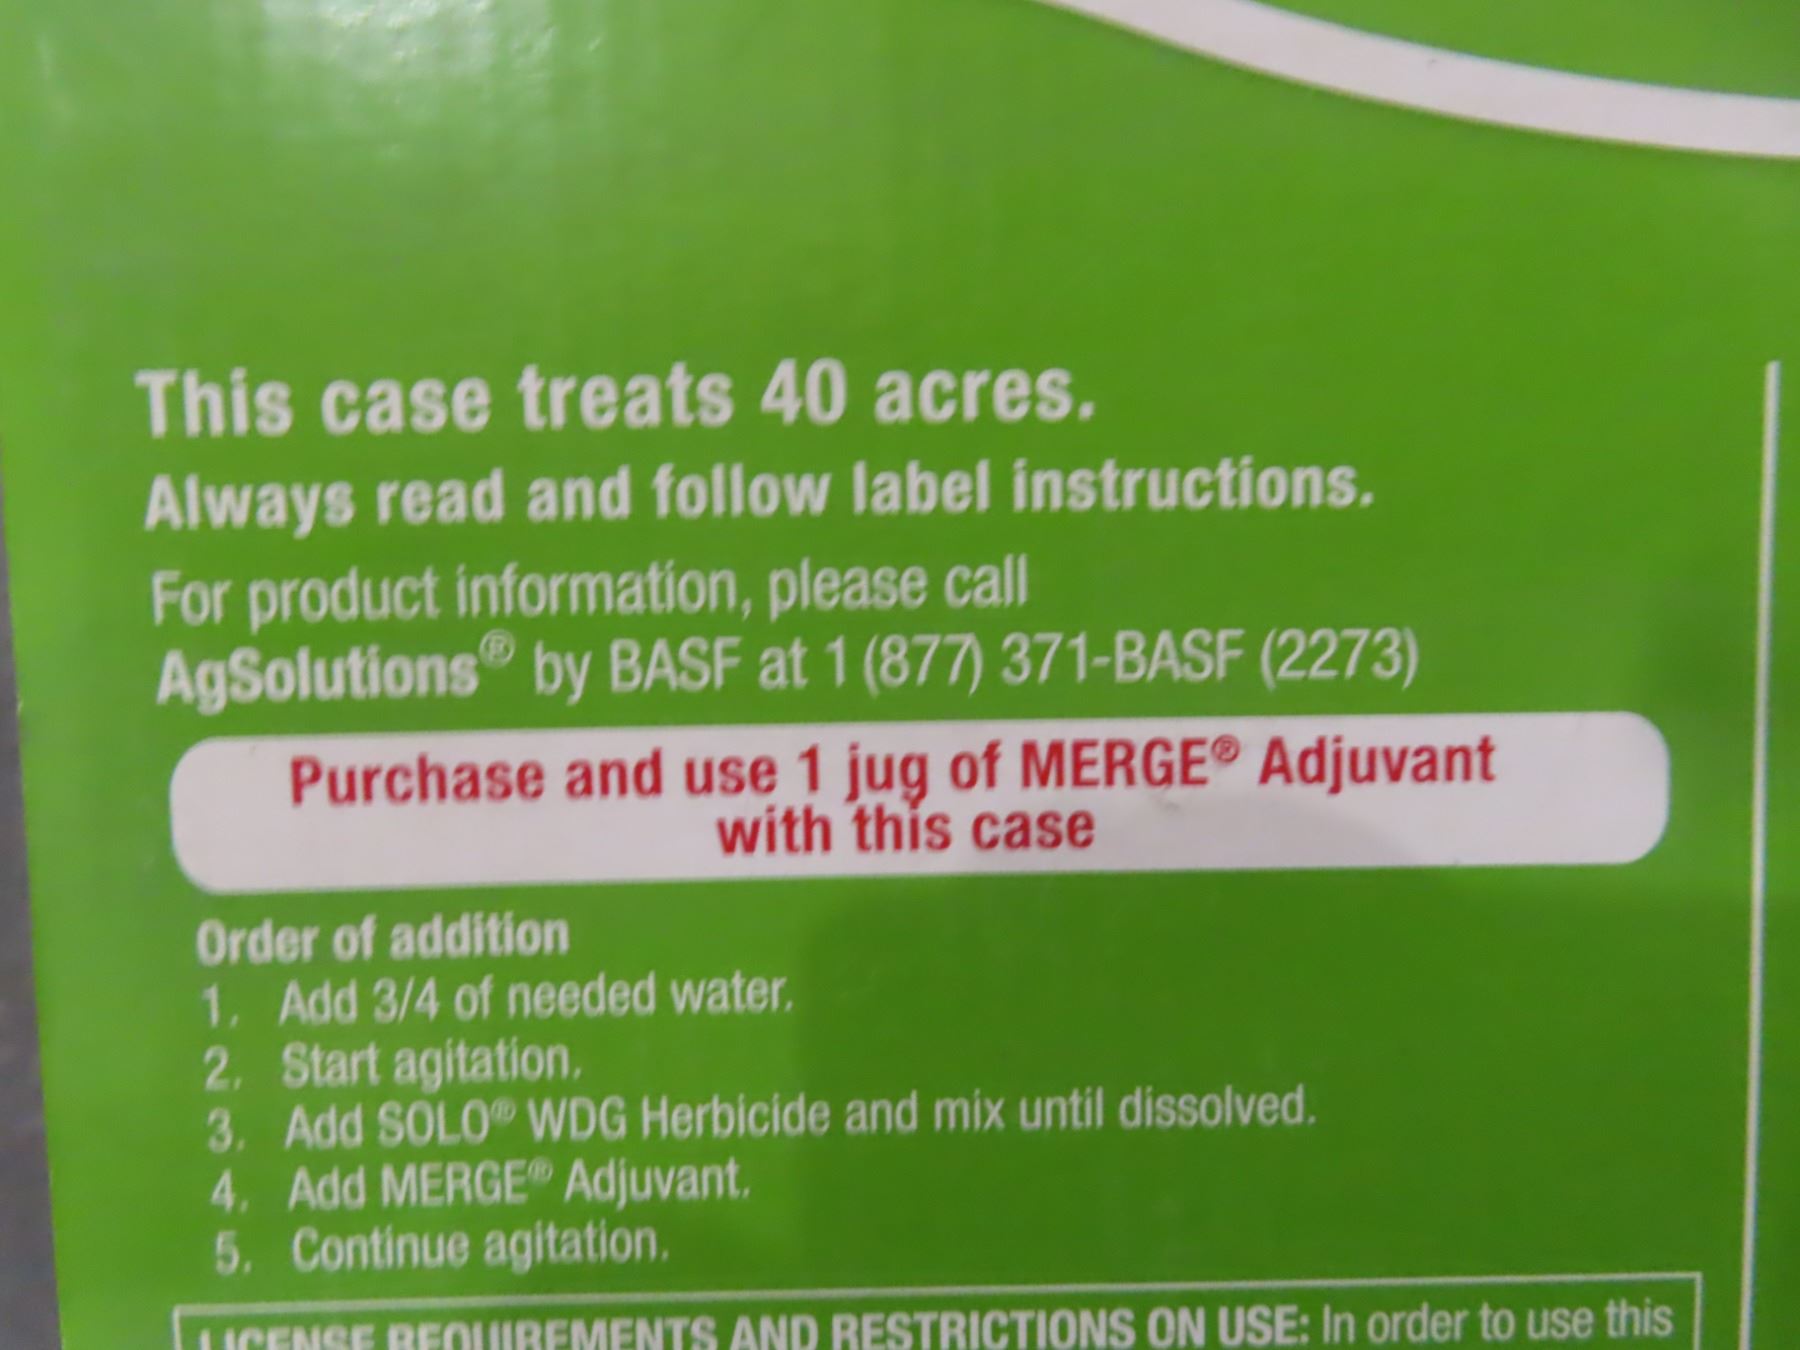 This case treats 40 acres.
Always read and follow label instructions.
For product information, please call
AgSolutions® by BASF at 1 (877) 371-BASF (2273)
Purchase and use 1 jug of MERGE® Adjuvant
with this case
Order of addition
1. Add 3/4 of needed water.
2. Start agitation.
3. Add SOLO® WDG Herbicide and mix until dissolved.
4. Add MERGE® Adjuvant.
5. Continue agitation.
LICENSE REQUIREMENTS AND RESTRICTIONS ON USE: In order to use this